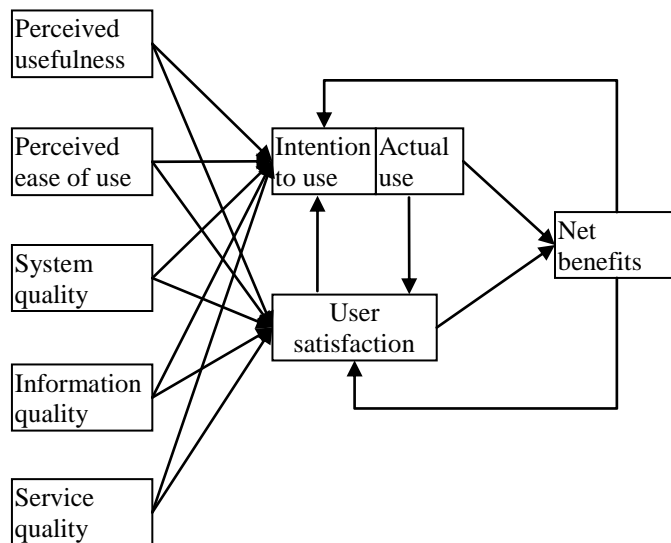 Perceived
usefulness
Perceived
ease of use
System
quality
Information
quality
Service
quality
Intention
to use
Actual
use
User
satisfaction
Net
benefits